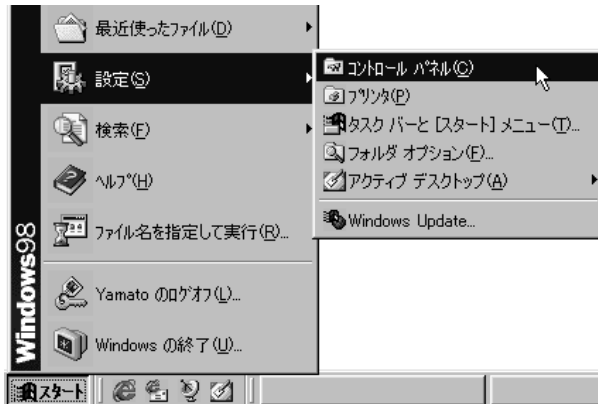 最近使ったファイル(D)
設定(S)
検索(F)
ヘルプ(H)
ファイル名を指定して実行(R)...
Yamato のログオフ(L)...
Windows の終了(U)...
Windows98
スタート
コントロール パネル(C)
プリンタ(P)
タスク バーと [スタート] メニュー(T)...
フォルダ オプション(F)...
アクティブ デスクトップ(A)
Windows Update...